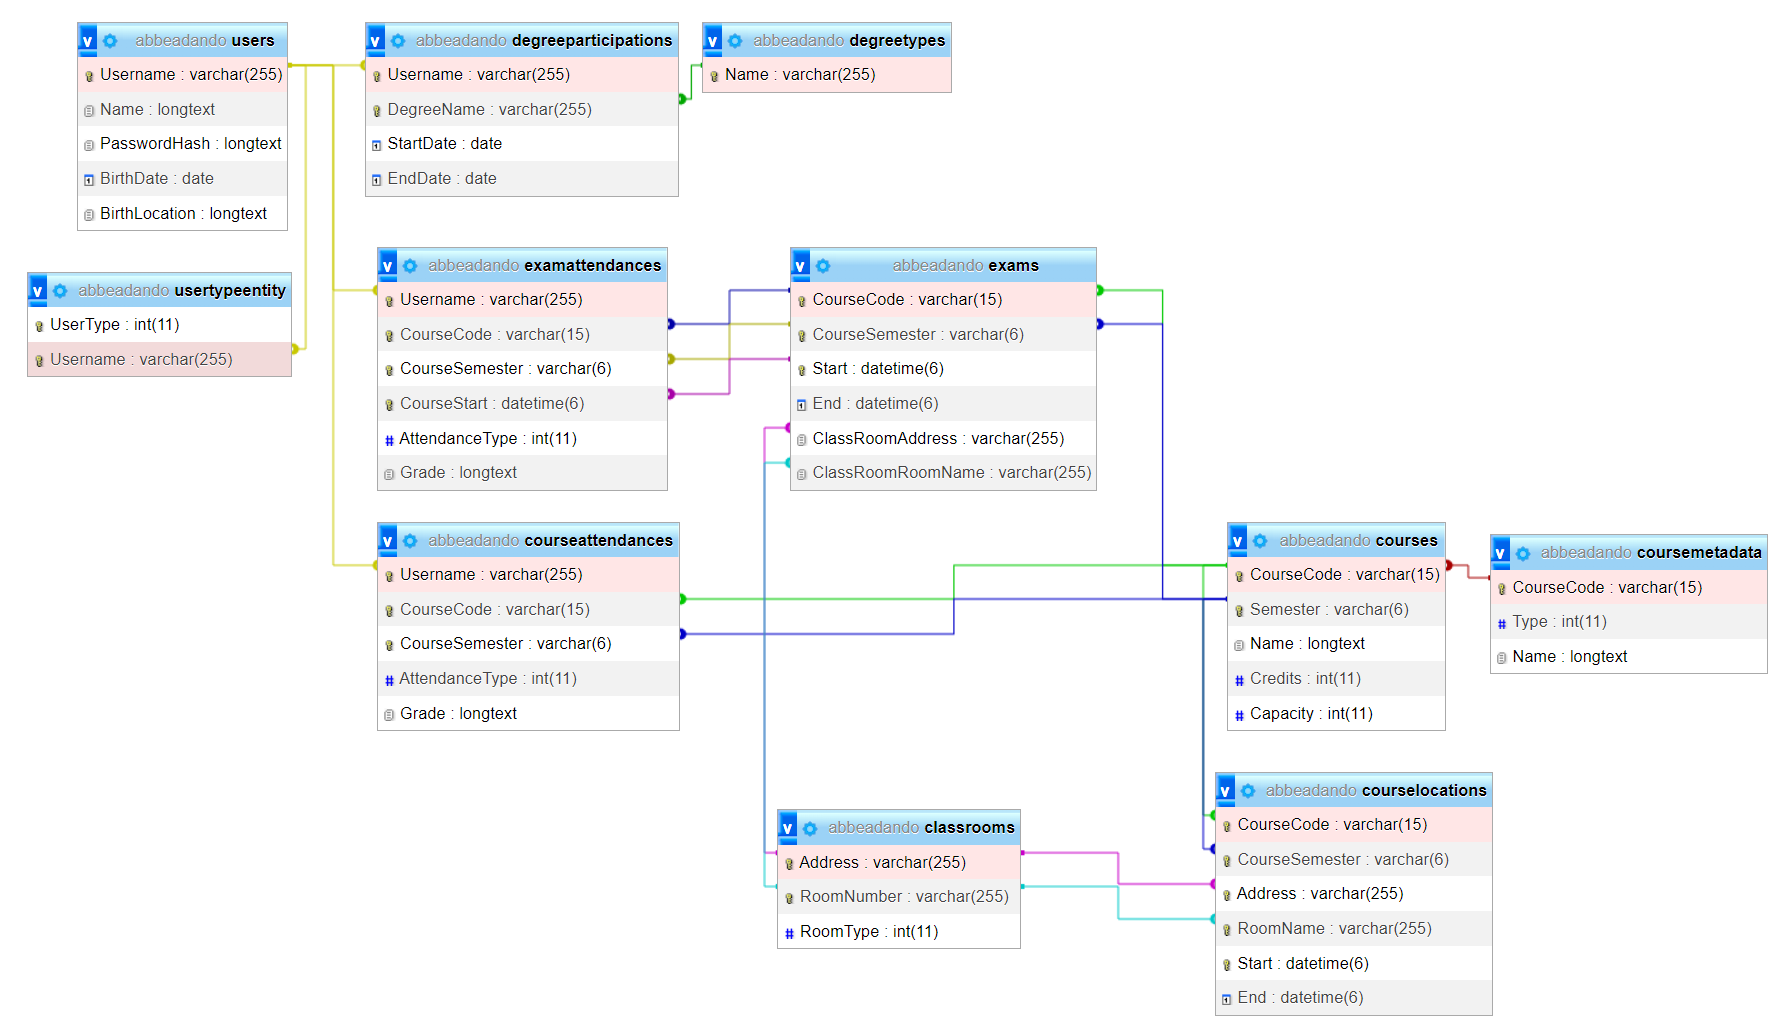 v abbeadando users
Username : varchar(255)
Name : longtext
PasswordHash : longtext
BirthDate : date
BirthLocation : longtext
v abbeadando degreeparticipations
Username : varchar(255)
DegreeName : varchar(255)
StartDate : date
EndDate : date
v abbeadando degreetypes
Name : varchar(255)
v abbeadando usertypeentity
UserType : int(11)
Username : varchar(255)
v abbeadando examattendances
Username : varchar(255)
CourseCode : varchar(15)
CourseSemester : varchar(6)
CourseStart : datetime(6)
# AttendanceType : int(11)
Grade : longtext
v abbeadando exams
CourseCode : varchar(15)
CourseSemester : varchar(6)
Start : datetime(6)
End : datetime(6)
ClassRoomAddress : varchar(255)
ClassRoomRoomName : varchar(255)
v abbeadando courseattendances
Username : varchar(255)
CourseCode : varchar(15)
CourseSemester : varchar(6)
# AttendanceType : int(11)
Grade : longtext
v abbeadando courses
CourseCode : varchar(15)
Semester : varchar(6)
Name : longtext
# Credits : int(11)
# Capacity : int(11)
v abbeadando coursemetadata
CourseCode : varchar(15)
# Type : int(11)
Name : longtext
v abbeadando classrooms
Address : varchar(255)
RoomNumber : varchar(255)
# RoomType : int(11)
v abbeadando courselocations
CourseCode : varchar(15)
CourseSemester : varchar(6)
Address : varchar(255)
RoomName : varchar(255)
Start : datetime(6)
End : datetime(6)